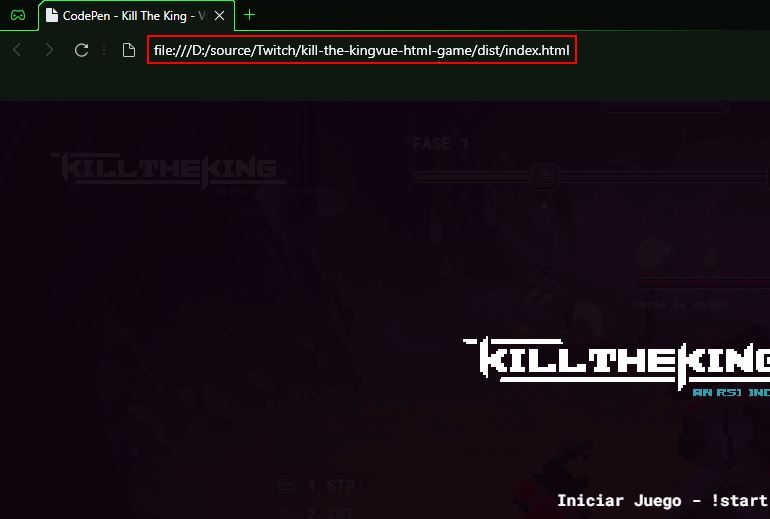 CodePen - Kill The King - V
file:///D:/source/Twitch/kill-the-kingvue-html-game/dist/index.html
FASE 1
KILLTHEKING
Carne de cañon
KILLTHEKING
AN RSJ IND
1 STR
2 INT
Iniciar Juego - !start